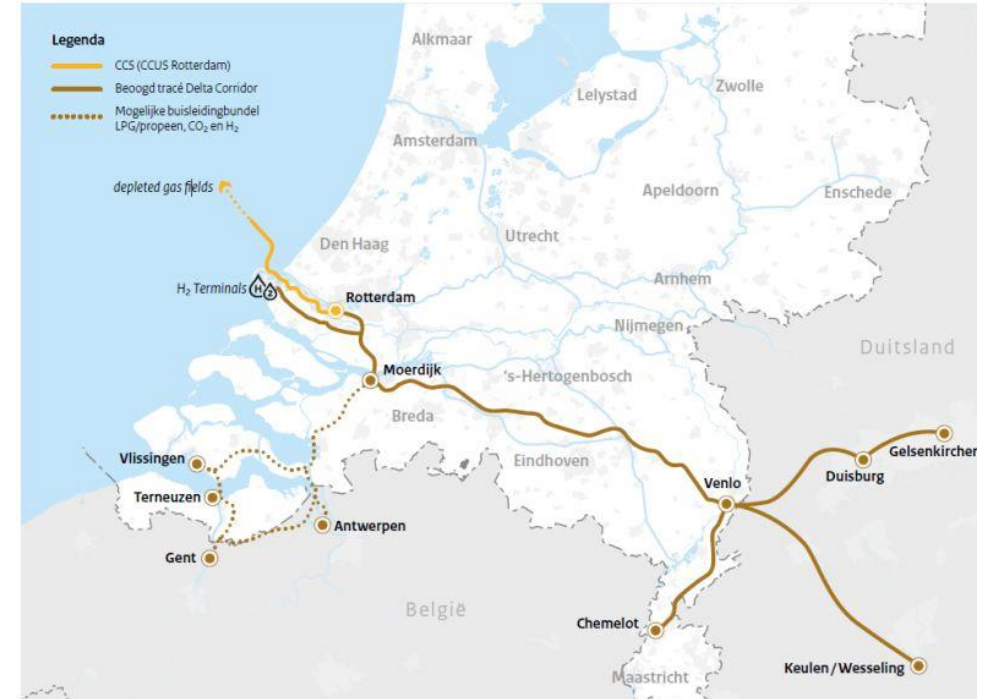 Legenda
CCS (CCUS Rotterdam)
Beoogd tracé Delta Corridor
Mogelijke buisleidingbundel
LPG/propeen, CO₂ en H₂
Alkmaar
Lelystad
Zwolle
Amsterdam
depleted gas fields
Apeldoorn
Enschede
Den Haag
Utrecht
Arnhem
H₂ Terminals
H 2
Rotterdam
Nijmegen
Duitsland
Moerdijk
's-Hertogenbosch
Breda
Vlissingen
Eindhoven
Gelsenkirchen
Venlo
Duisburg
Terneuzen
Antwerpen
Gent
België
Chemelot
Keulen/Wesseling
Maastricht